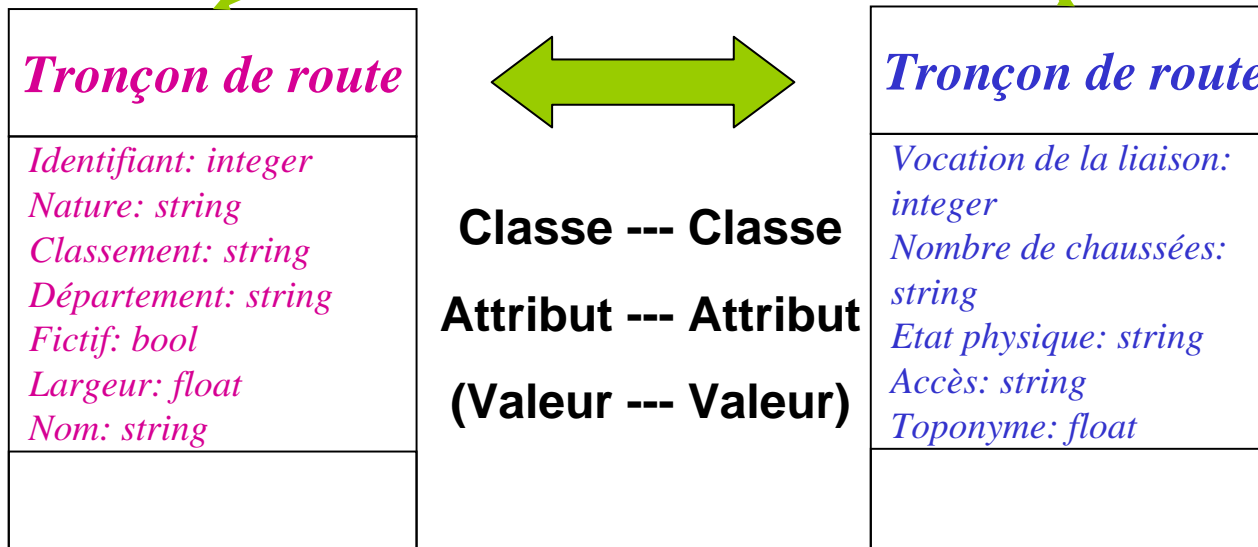 Tronçon de route
Identifiant: integer
Nature: string
Classement: string
Département: string
Fictif: bool
Largeur: float
Nom: string
Classe --- Classe
Attribut --- Attribut
(Valeur --- Valeur)
Tronçon de route
Vocation de la liaison:
integer
Nombre de chaussées:
string
Etat physique: string
Accès: string
Toponyme: float